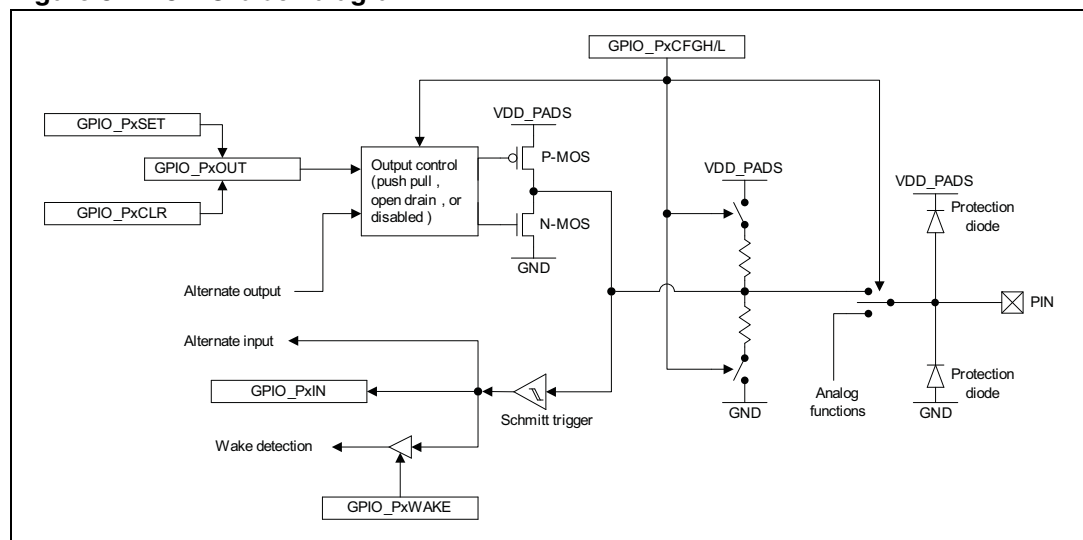 GPIO_PxCFGH/L
VDD_PADS
GPIO_PxSET
GPIO_PxOUT
GPIO_PxCLR
Output control
(push pull ,
open drain , or
disabled )
P-MOS
N-MOS
GND
Alternate output
VDD_PADS
VDD_PADS
Protection
diode
PIN
Alternate input
GPIO_PxIN
Schmitt trigger
Wake detection
GPIO_PxWAKE
GND
Analog
functions
Protection
diode
GND